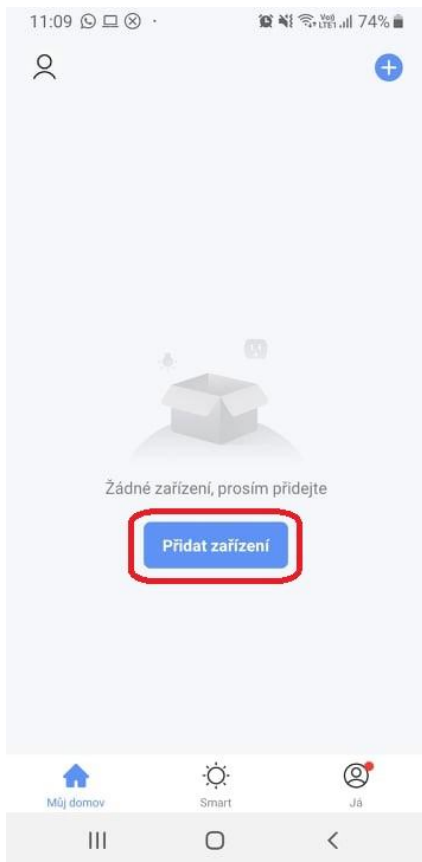 11:09
74%
Žádné zařízení, prosím přidejte
Přidat zařízení
Můj domov
Smart
Já